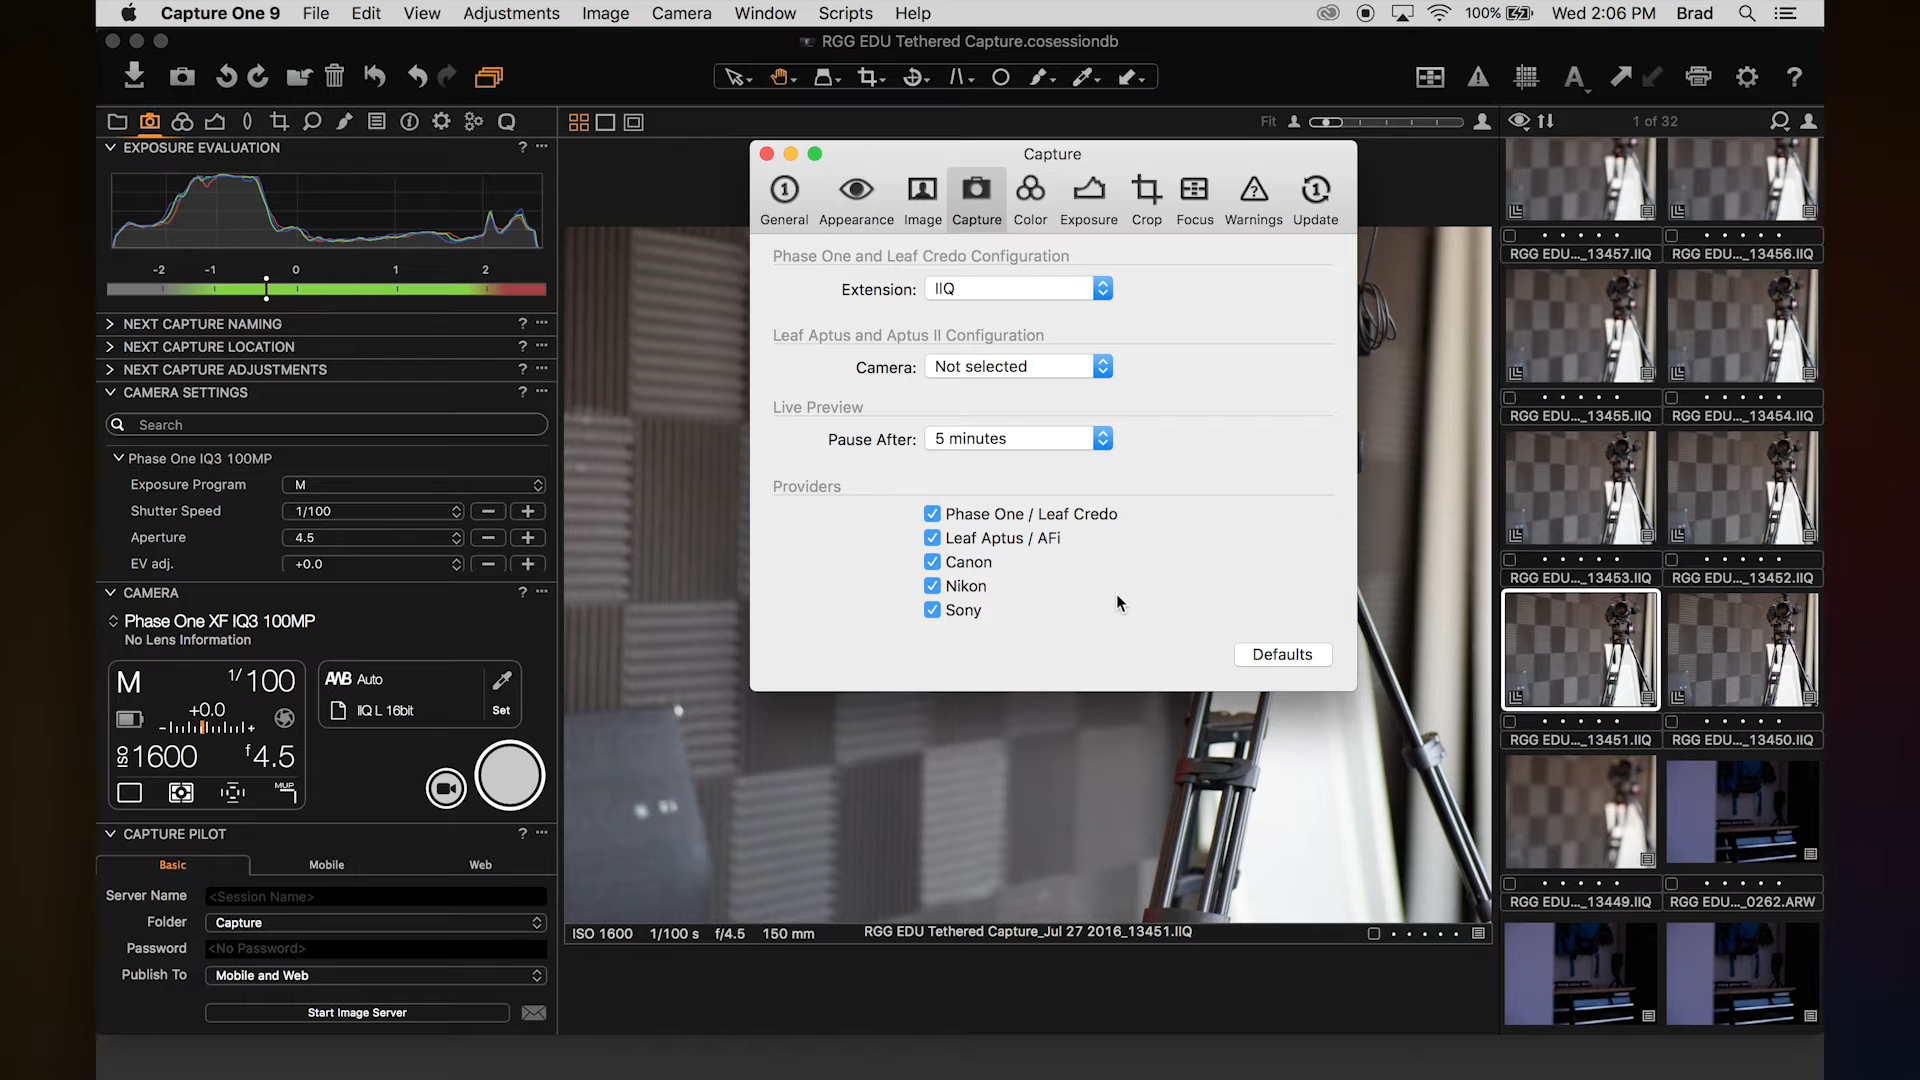 Capture One 9 File Edit View Adjustments Image Camera Window Scripts Help 100% Wed 2:06 PM Brad
RGG EDU Tethered Capture.cosessiondb
Fit 1 of 32
EXPOSURE EVALUATION ?
-2 -1 0 1 2
NEXT CAPTURE NAMING ?
NEXT CAPTURE LOCATION ?
NEXT CAPTURE ADJUSTMENTS ?
CAMERA SETTINGS ?
Search
Phase One IQ3 100MP
Exposure Program M
Shutter Speed 1/100
Aperture 4.5
EV adj. +0.0
CAMERA ?
Phase One XF IQ3 100MP
No Lens Information
M 1/100
+0.0
ISO 1600 f4.5
MUP
AWB Auto
IIQ L 16bit
Set
CAPTURE PILOT ?
Basic Mobile Web
Server Name <Session Name>
Folder Capture
Password <No Password>
Publish To Mobile and Web
Start Image Server
Capture
General Appearance Image Capture Color Exposure Crop Focus Warnings Update
Phase One and Leaf Credo Configuration
Extension: IIQ
Leaf Aptus and Aptus II Configuration
Camera: Not selected
Live Preview
Pause After: 5 minutes
Providers
Phase One / Leaf Credo
Leaf Aptus / AFi
Canon
Nikon
Sony
Defaults
ISO 1600 1/100 s f/4.5 150 mm RGG EDU Tethered Capture_Jul 27 2016_13451.IIQ
RGG EDU..._13457.IIQ RGG EDU..._13456.IIQ
RGG EDU..._13455.IIQ RGG EDU..._13454.IIQ
RGG EDU..._13453.IIQ RGG EDU..._13452.IIQ
RGG EDU..._13451.IIQ RGG EDU..._13450.IIQ
RGG EDU..._13449.IIQ RGG EDU..._0262.ARW